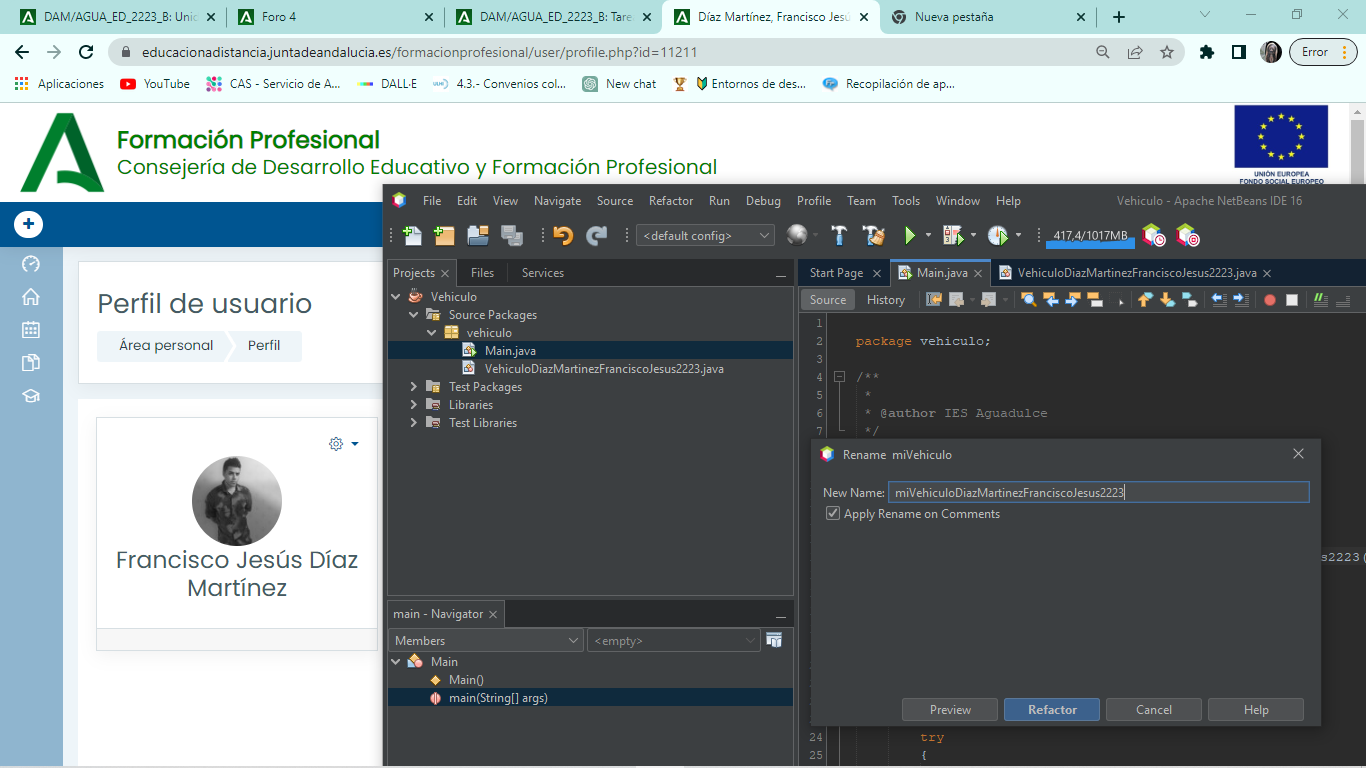 DAM/AGUA_ED_2223_B: Unid
Foro 4
DAM/AGUA_ED_2223_B: Tare
Díaz Martínez, Francisco Jesú
Nueva pestaña
educacionadistancia.juntadeandalucia.es/formacionprofesional/user/profile.php?id=11211
Error
Aplicaciones
YouTube
CAS - Servicio de A...
DALL·E
4.3.- Convenios col...
New chat
Entornos de des...
Recopilación de ap...
Formación Profesional
Consejería de Desarrollo Educativo y Formación Profesional
UNIÓN EUROPEA
FONDO SOCIAL EUROPEO
File Edit View Navigate Source Refactor Run Debug Profile Team Tools Window Help
Vehiculo - Apache NetBeans IDE 16
<default config>
417,4/1017MB
Projects
Files
Services
Start Page
Main.java
VehiculoDiazMartinezFranciscoJesus2223.java
Source
History
Perfil de usuario
Área personal
Perfil
Vehiculo
Source Packages
vehiculo
Main.java
VehiculoDiazMartinezFranciscoJesus2223.java
Test Packages
Libraries
Test Libraries
1
2 package vehiculo;
3
4 /**
5 *
6 * @author IES Aguadulce
7 */
Rename miVehiculo
New Name: miVehiculoDiazMartinezFranciscoJesus2223
Apply Rename on Comments
s2223(
Preview
Refactor
Cancel
Help
24 try
25 {
Francisco Jesús Díaz
Martínez
main - Navigator
Members
<empty>
Main
Main()
main(String[] args)